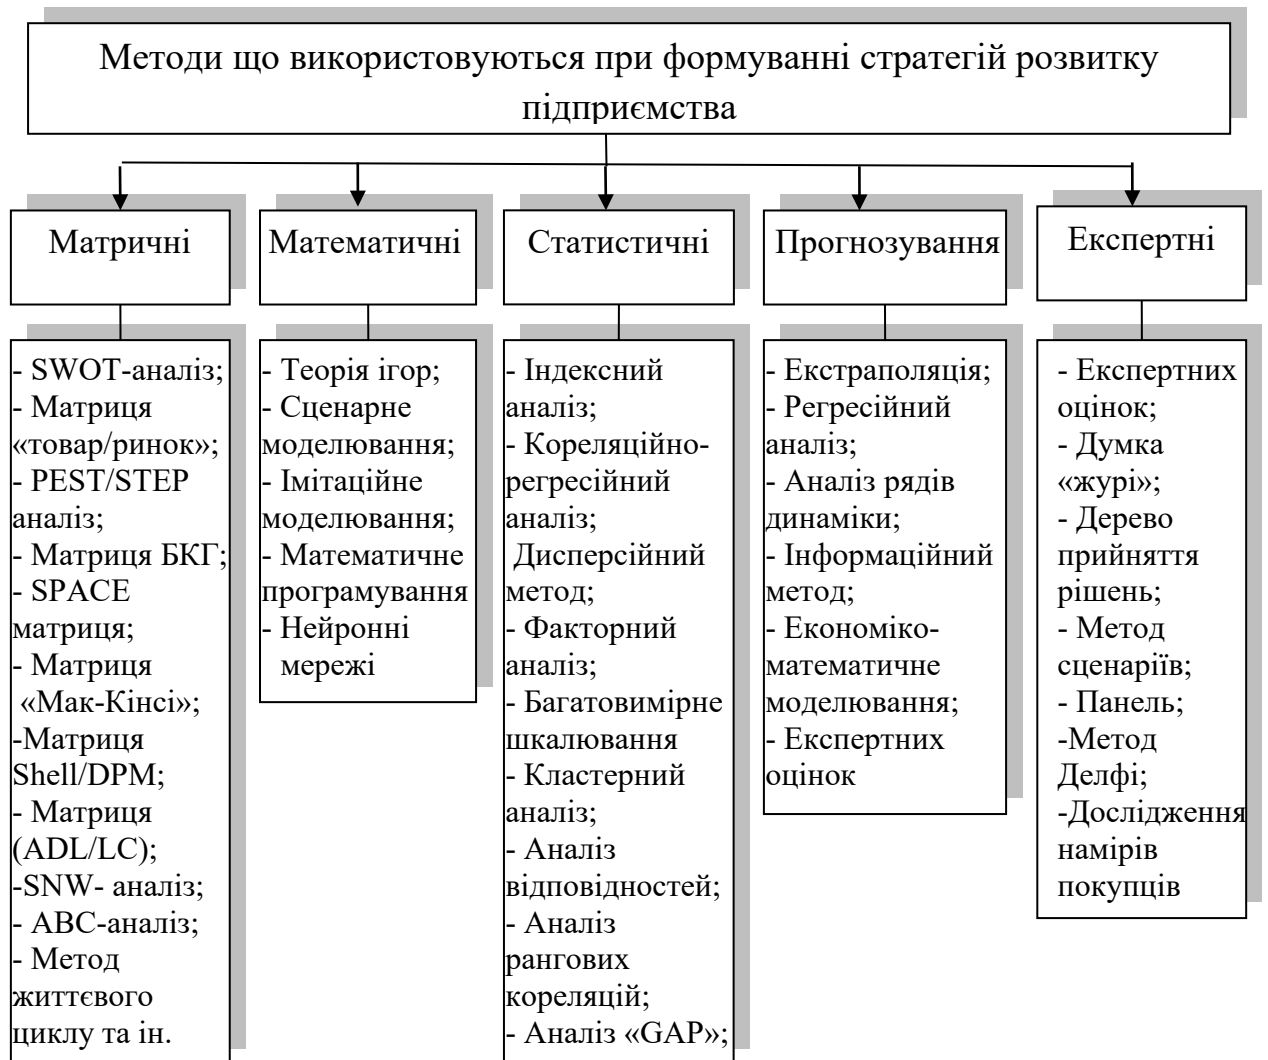 Методи що використовуються при формуванні стратегій розвитку
підприємства
Матричні
Математичні
Статистичні
Прогнозування
Експертні
- SWOT-аналіз;
- Матриця
«товар/ринок»;
- PEST/STEP
аналіз;
- Матриця БКГ;
- SPACE
матриця;
- Матриця
«Мак-Кінсі»;
-Матриця
Shell/DPM;
- Матриця
(ADL/LC);
-SNW- аналіз;
- ABC-аналіз;
- Метод
життєвого
циклу та ін.
- Теорія ігор;
- Сценарне
моделювання;
- Імітаційне
моделювання;
- Математичне
програмування
- Нейронні
мережі
- Індексний
аналіз;
- Кореляційно-
регресійний
аналіз;
Дисперсійний
метод;
- Факторний
аналіз;
- Багатовимірне
шкалювання
- Кластерний
аналіз;
- Аналіз
відповідностей;
- Аналіз
рангових
кореляцій;
- Аналіз «GAP»;
- Екстраполяція;
- Регресійний
аналіз;
- Аналіз рядів
динаміки;
- Інформаційний
метод;
- Економіко-
математичне
моделювання;
- Експертних
оцінок
- Експертних
оцінок;
- Думка
«журі»;
- Дерево
прийняття
рішень;
- Метод
сценаріїв;
- Панель;
-Метод
Делфі;
-Дослідження
намірів
покупців